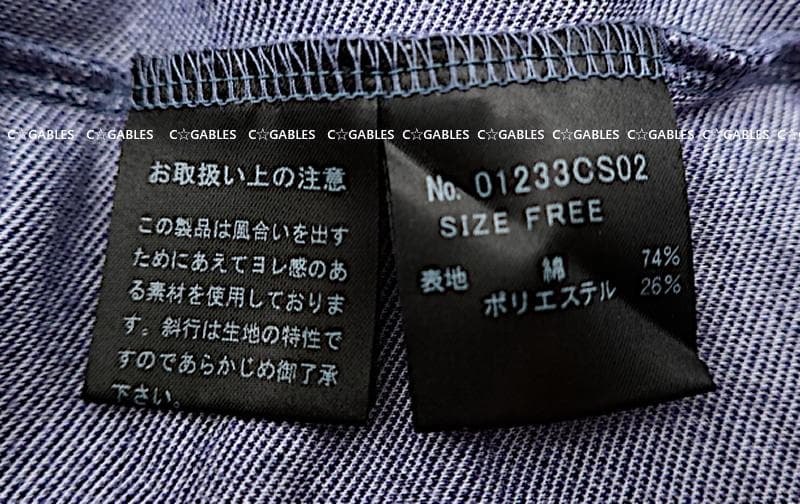 C☆GABLES C☆GABLES C☆GABLES C☆GABLES C☆GABLES C☆GABLES C☆GABLES C☆GABLES C☆GABLES C☆GABLES
お取扱い上の注意
この製品は風合いを出す
ためにあえてヨレ感のあ
る素材を使用しておりま
す。斜行は生地の特性で
すのであらかじめ御了承
下さい。
No. 01233CS02
SIZE FREE
表地 綿 74%
ポリエステル 26%